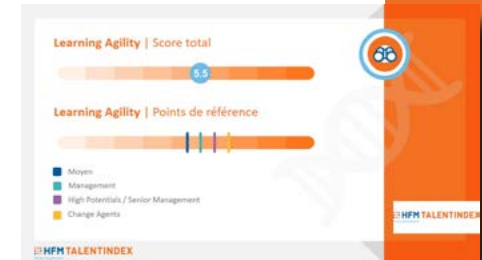 Learning Agility | Score total
5.5
Learning Agility | Points de référence
Moyen
Management
High Potentials / Senior Management
Change Agents
HFM TALENTINDEX
HFM TALENTINDEX